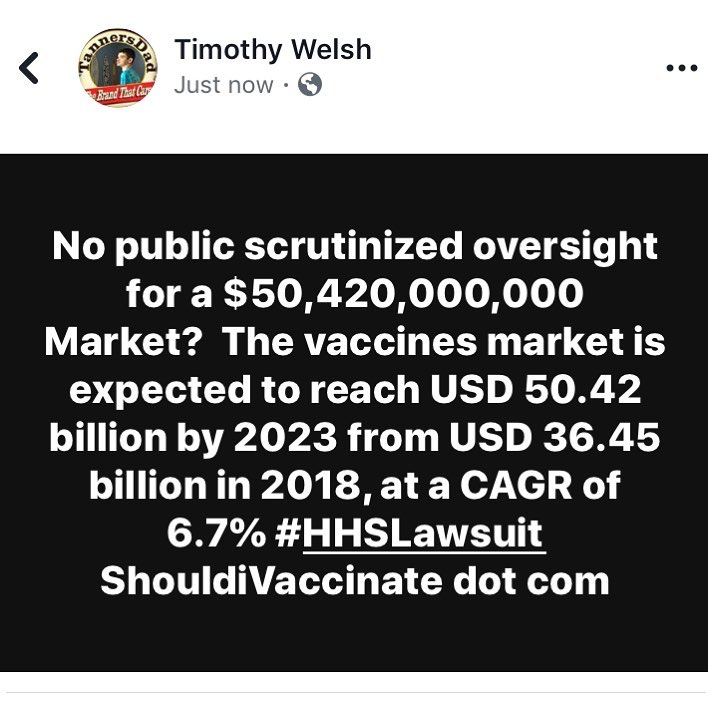 TannersDad
The Brand That Cares
Timothy Welsh
Just now ·
No public scrutinized oversight
for a $50,420,000,000
Market?  The vaccines market is
expected to reach USD 50.42
billion by 2023 from USD 36.45
billion in 2018, at a CAGR of
6.7% #HHSLawsuit
ShouldiVaccinate dot com